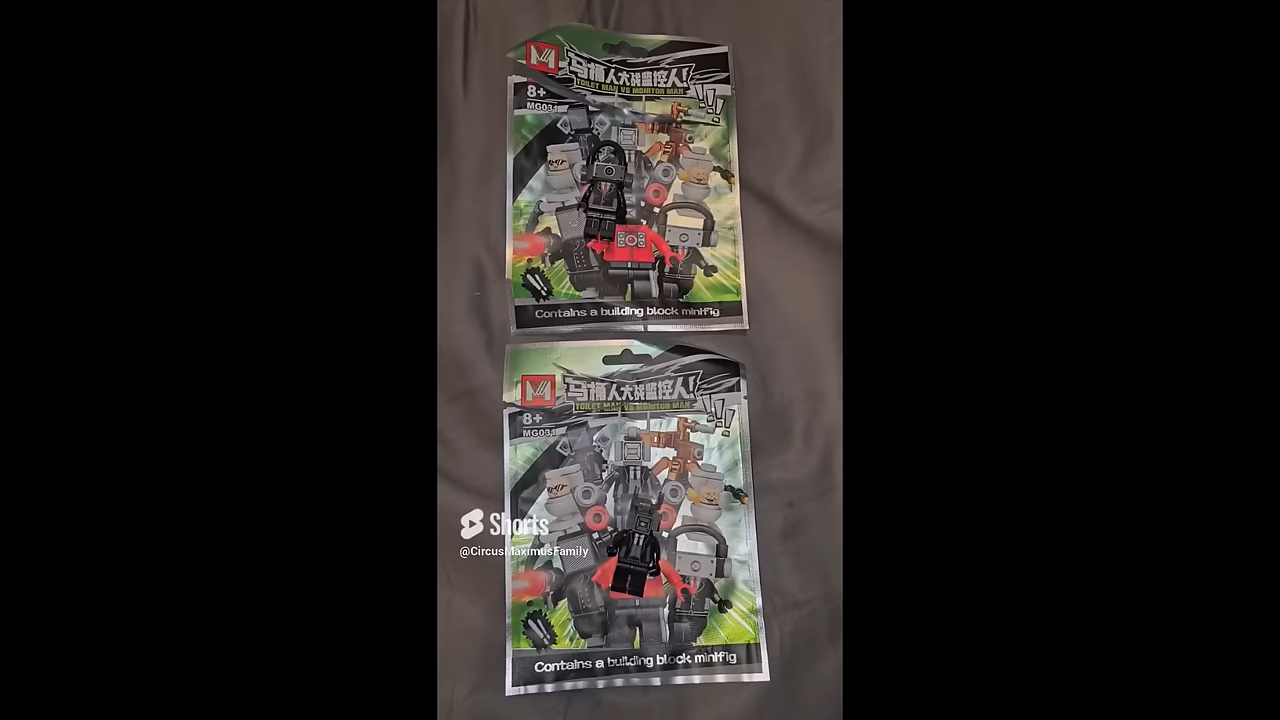 马桶人大战监控人!
TOILET MAN VS MONITOR MAN
8+
MG031
Contains a building block minifig
马桶人大战监控人!
TOILET MAN VS MONITOR MAN
8+
MG031
Shorts
@CircusMaximusFamily
Contains a building block minifig